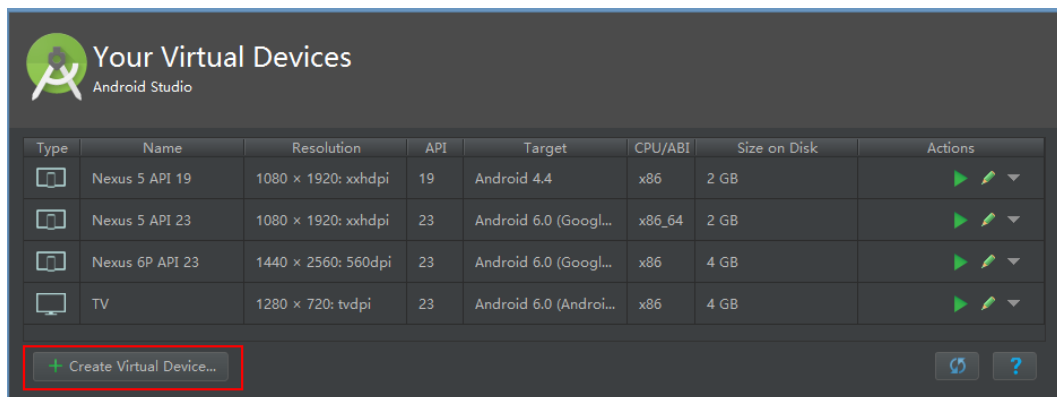 Your Virtual Devices
Android Studio
Type Name Resolution API Target CPU/ABI Size on Disk Actions
Nexus 5 API 19 1080 × 1920: xxhdpi 19 Android 4.4 x86 2 GB
Nexus 5 API 23 1080 × 1920: xxhdpi 23 Android 6.0 (Googl... x86_64 2 GB
Nexus 6P API 23 1440 × 2560: 560dpi 23 Android 6.0 (Googl... x86 4 GB
TV 1280 × 720: tvdpi 23 Android 6.0 (Androi... x86 4 GB
+ Create Virtual Device... ?